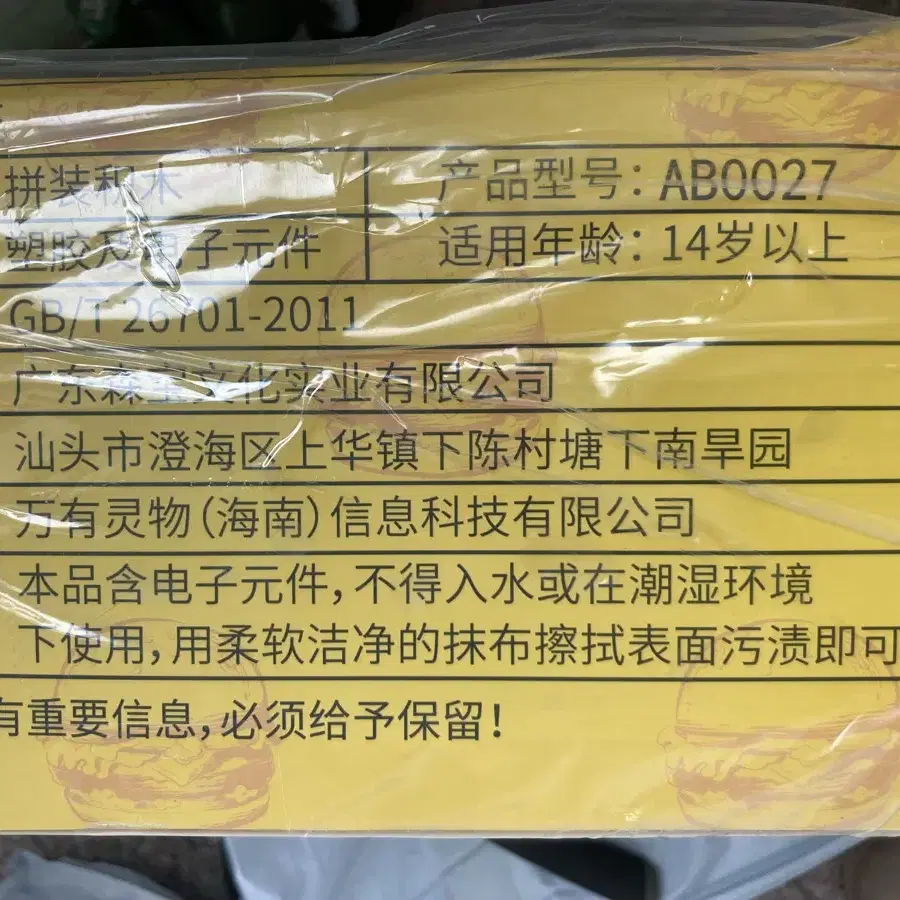 拼装积木 产品型号：AB0027
塑胶及电子元件 适用年龄：14岁以上
GB/T 26701-2011
广东森宝文化实业有限公司
汕头市澄海区上华镇下陈村塘下南旱园
万有灵物（海南）信息科技有限公司
本品含电子元件，不得入水或在潮湿环境
下使用，用柔软洁净的抹布擦拭表面污渍即可
有重要信息，必须给予保留！